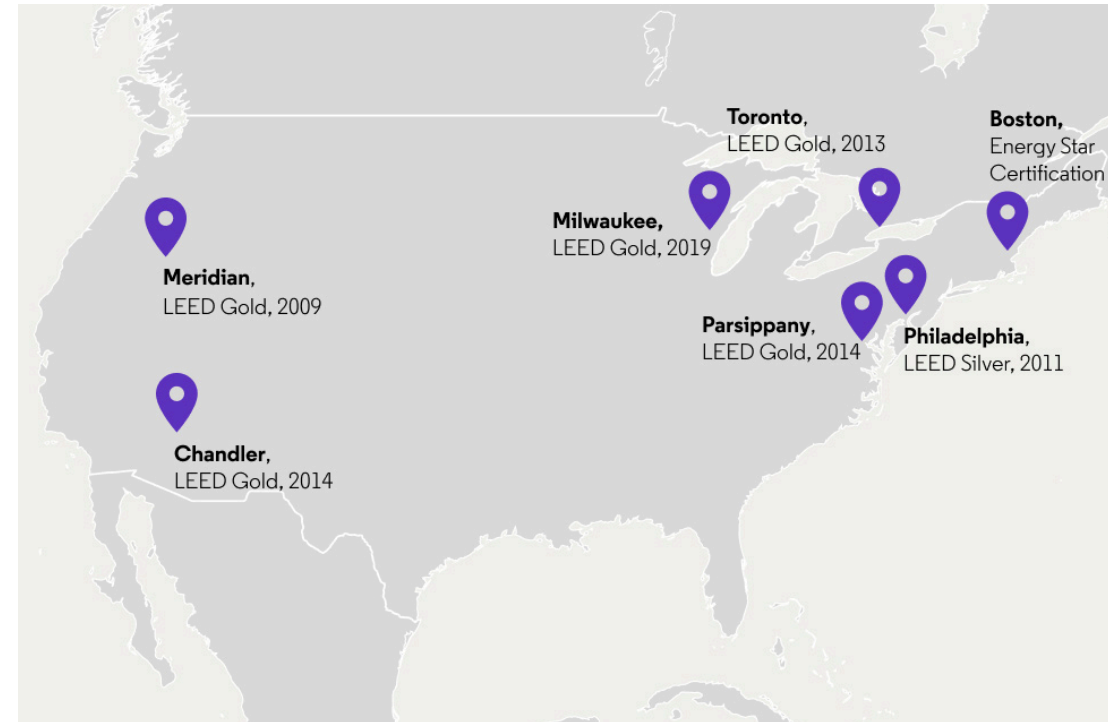 Toronto,
LEED Gold, 2013
Boston,
Energy Star
Certification
Milwaukee,
LEED Gold, 2019
Meridian,
LEED Gold, 2009
Parsippany,
LEED Gold, 2014
Philadelphia,
LEED Silver, 2011
Chandler,
LEED Gold, 2014